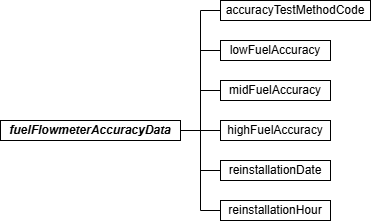 accuracyTestMethodCode
lowFuelAccuracy
midFuelAccuracy
fuelFlowmeterAccuracyData
highFuelAccuracy
reinstallationDate
reinstallationHour